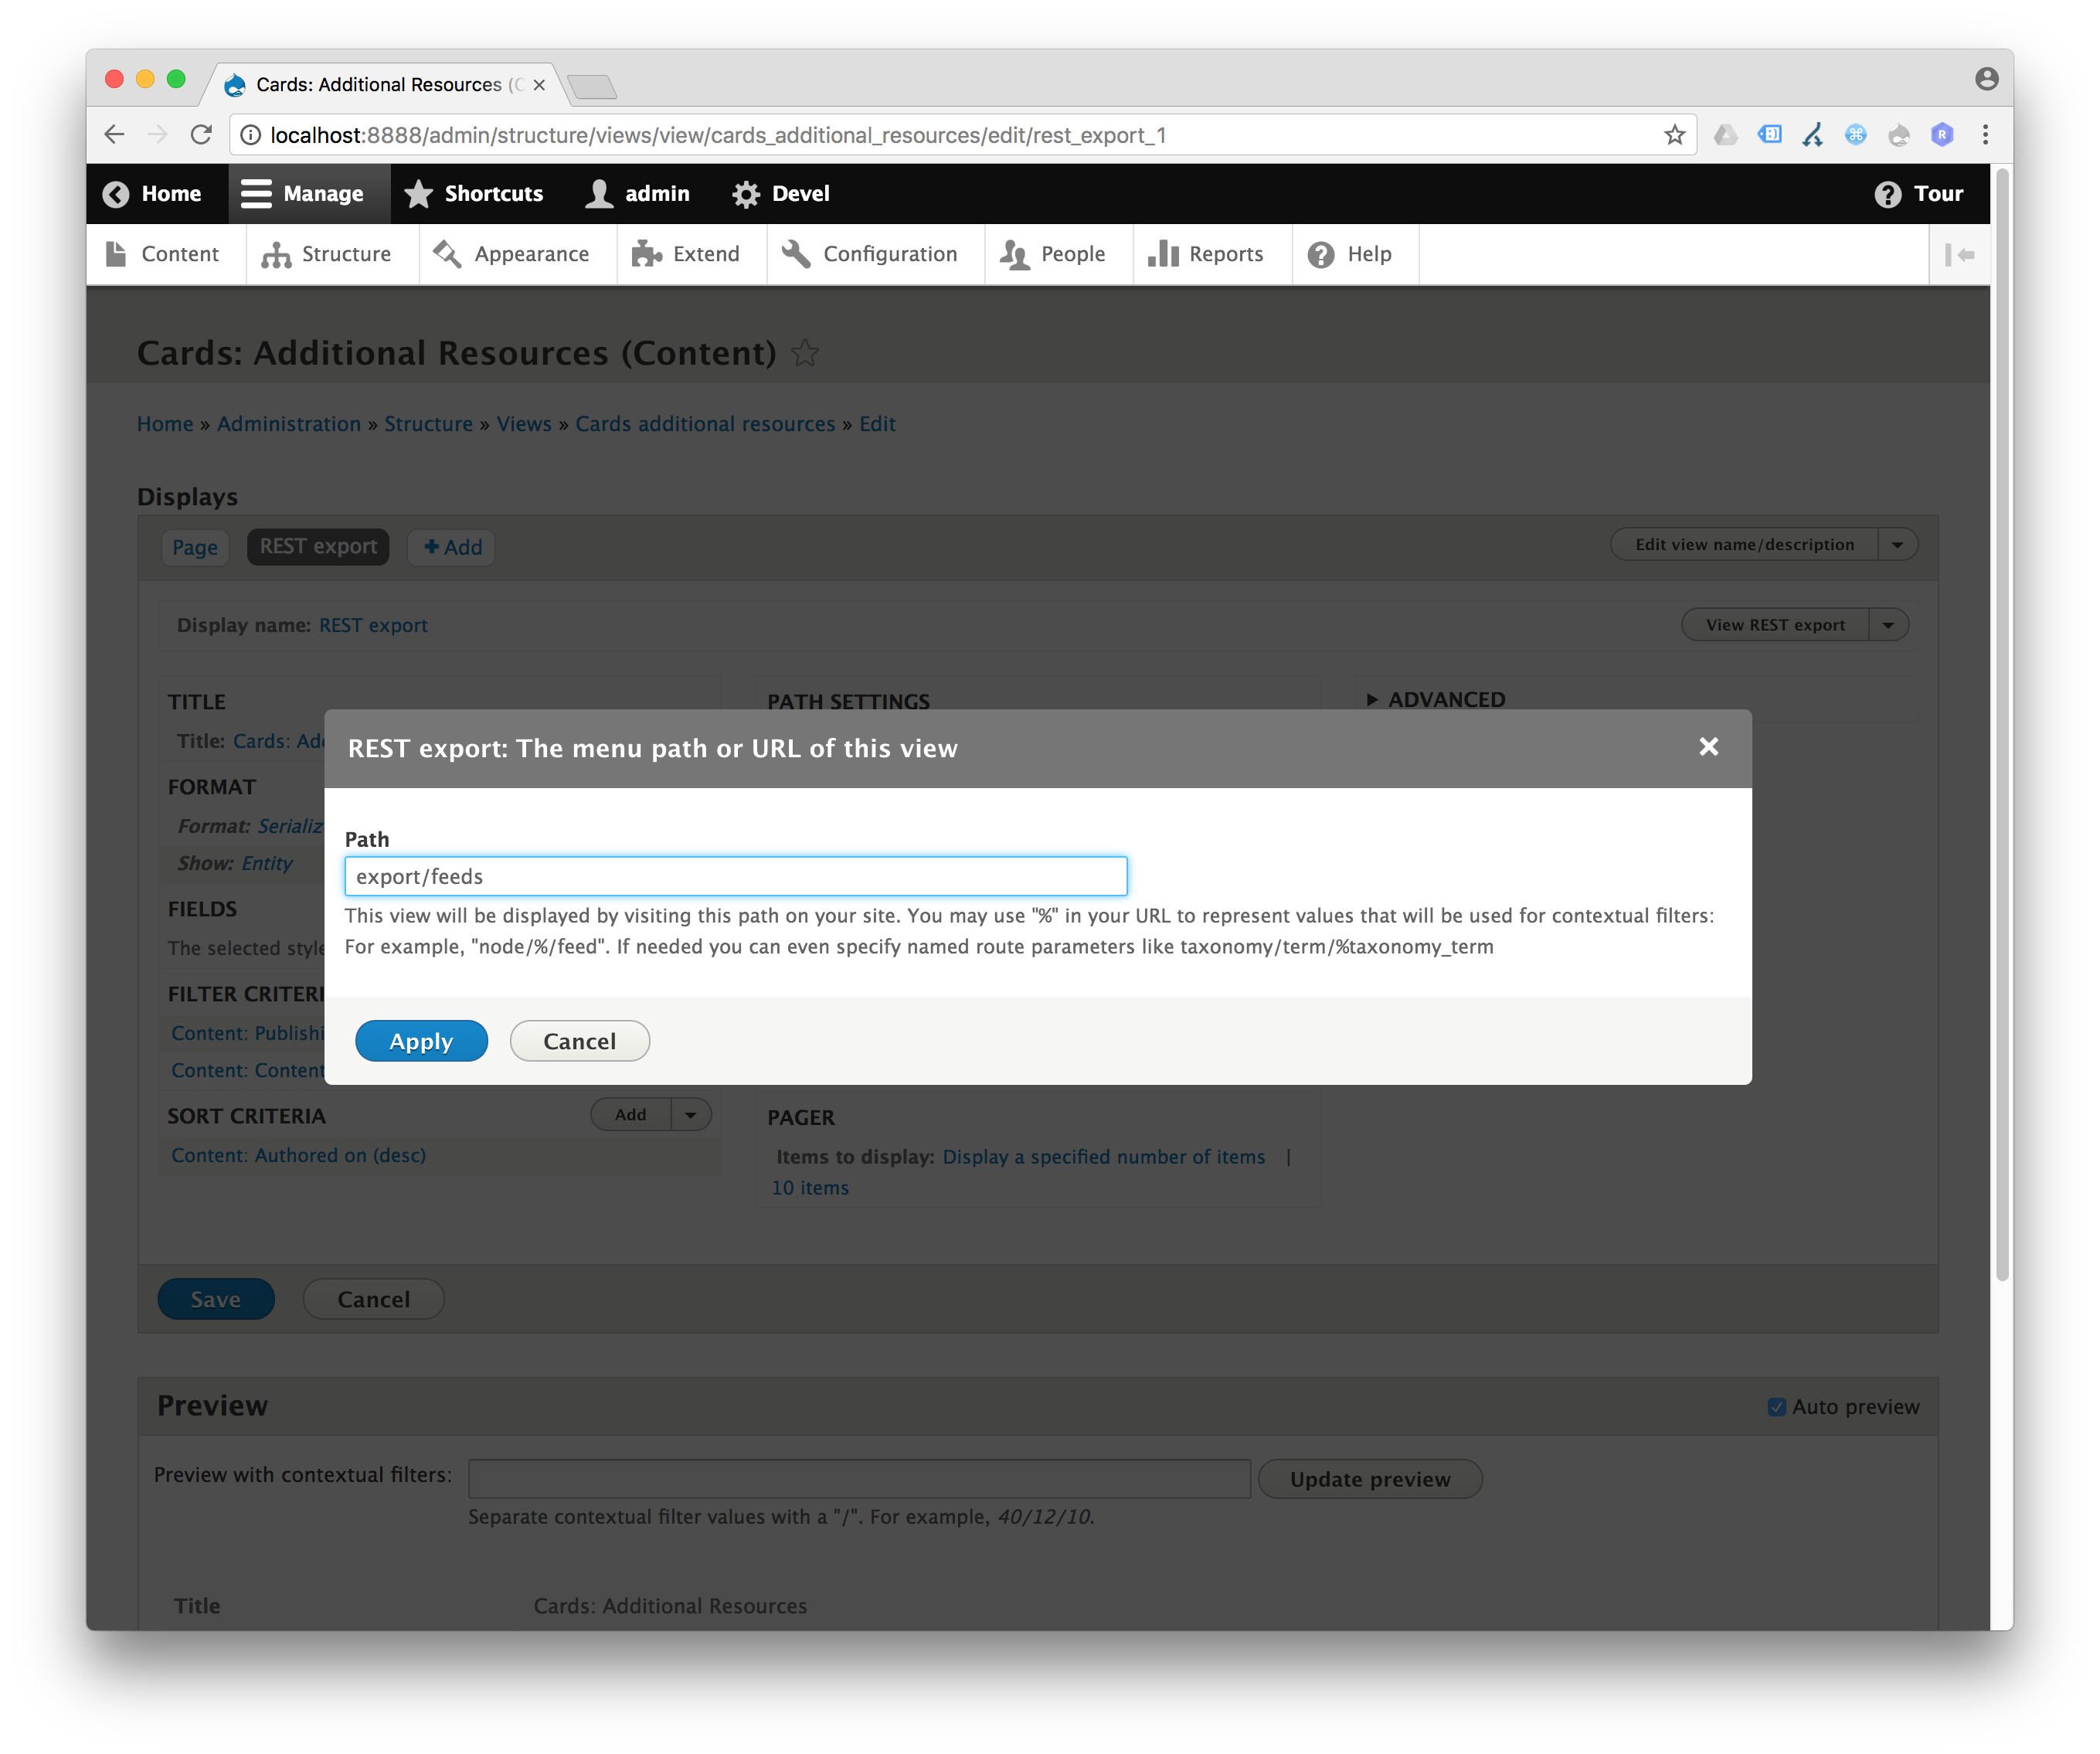 Cards: Additional Resources (C
localhost:8888/admin/structure/views/view/cards_additional_resources/edit/rest_export_1
Home Manage Shortcuts admin Devel Tour
Content Structure Appearance Extend Configuration People Reports Help
Cards: Additional Resources (Content)
Home » Administration » Structure » Views » Cards additional resources » Edit
Displays
Page REST export + Add Edit view name/description
Display name: REST export View REST export
TITLE PATH SETTINGS ADVANCED
Title: Cards: Ad
REST export: The menu path or URL of this view
FORMAT
Format: Serializ
Show: Entity
Path
export/feeds
This view will be displayed by visiting this path on your site. You may use "%" in your URL to represent values that will be used for contextual filters:
For example, "node/%/feed". If needed you can even specify named route parameters like taxonomy/term/%taxonomy_term
FIELDS
The selected style
FILTER CRITERI
Content: Publishi
Content: Content
Apply Cancel
SORT CRITERIA Add
Content: Authored on (desc)
PAGER
Items to display: Display a specified number of items |
10 items
Save Cancel
Preview Auto preview
Preview with contextual filters: Update preview
Separate contextual filter values with a "/". For example, 40/12/10.
Title Cards: Additional Resources